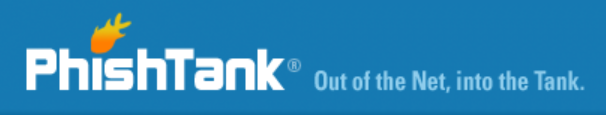 PhishTank® Out of the Net, into the Tank.